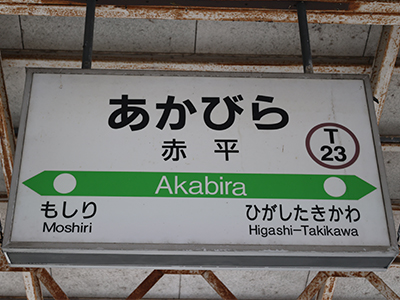 あかびら
赤平
T
23
Akabira
もしり
Moshiri
ひがしたきかわ
Higashi-Takikawa